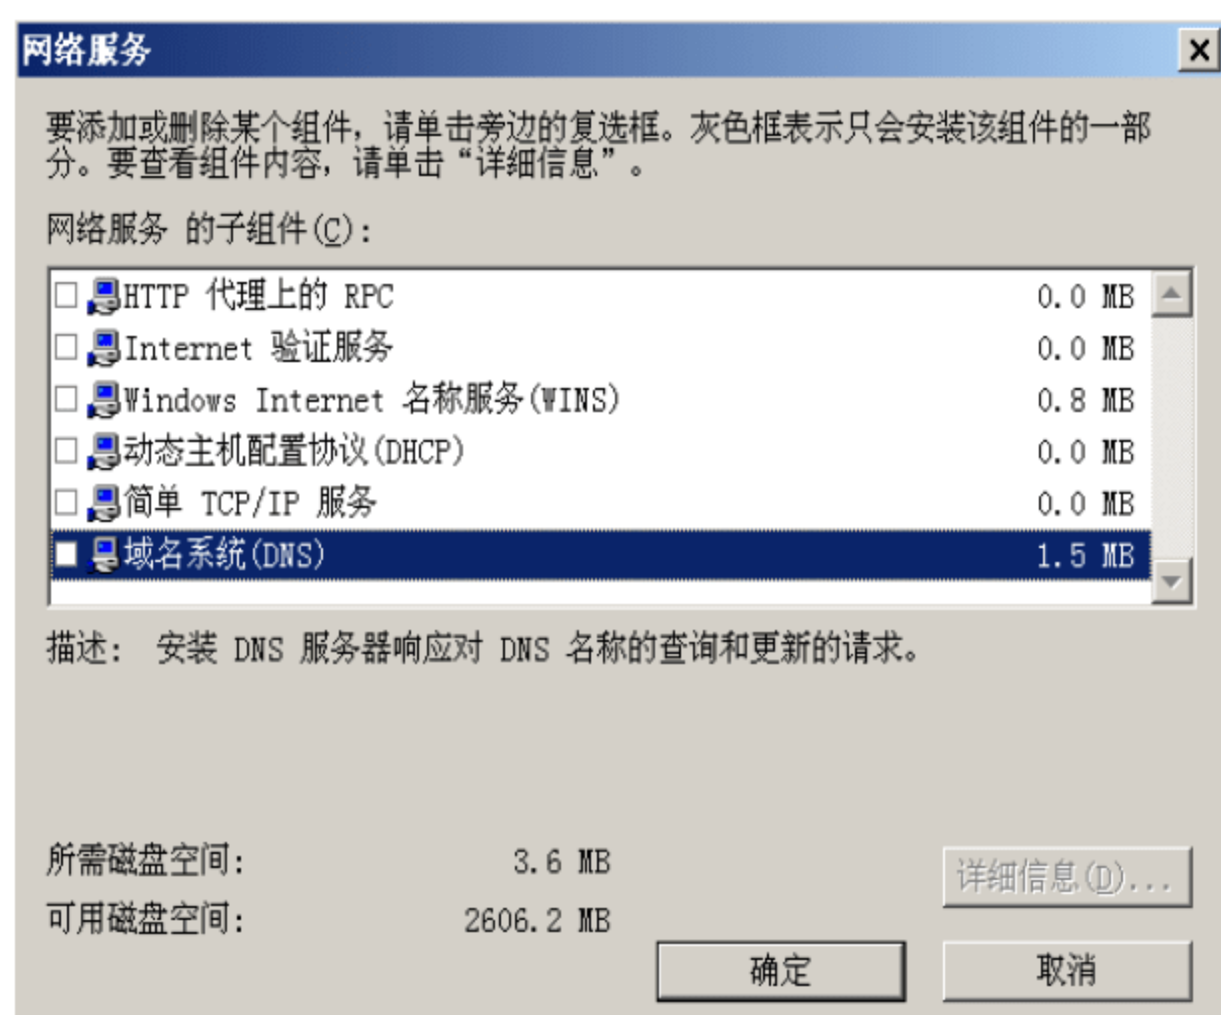 网络服务
要添加或删除某个组件，请单击旁边的复选框。灰色框表示只会安装该组件的一部
分。要查看组件内容，请单击“详细信息”。
网络服务 的子组件(C):
HTTP 代理上的 RPC 0.0 MB
Internet 验证服务 0.0 MB
Windows Internet 名称服务(WINS) 0.8 MB
动态主机配置协议(DHCP) 0.0 MB
简单 TCP/IP 服务 0.0 MB
域名系统(DNS) 1.5 MB
描述: 安装 DNS 服务器响应对 DNS 名称的查询和更新的请求。
所需磁盘空间: 3.6 MB
详细信息(D)...
可用磁盘空间: 2606.2 MB
确定 取消